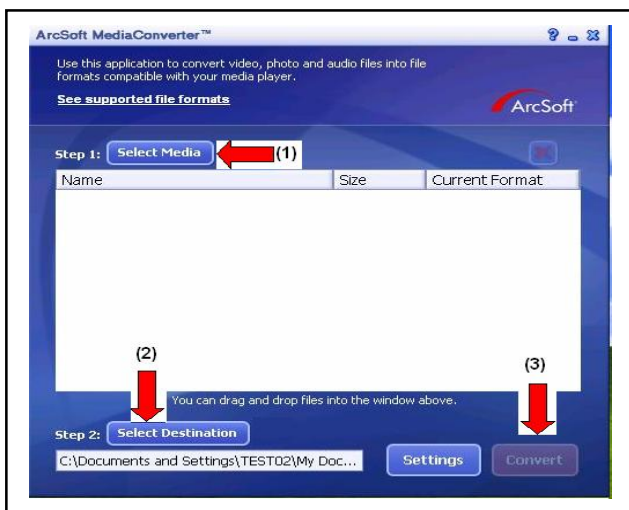 ArcSoft MediaConverter™
Use this application to convert video, photo and audio files into file
formats compatible with your media player.
See supported file formats
ArcSoft®
Step 1: Select Media (1)
Name Size Current Format
(2)
(3)
You can drag and drop files into the window above.
Step 2: Select Destination
C:\Documents and Settings\TEST02\My Doc... Settings Convert